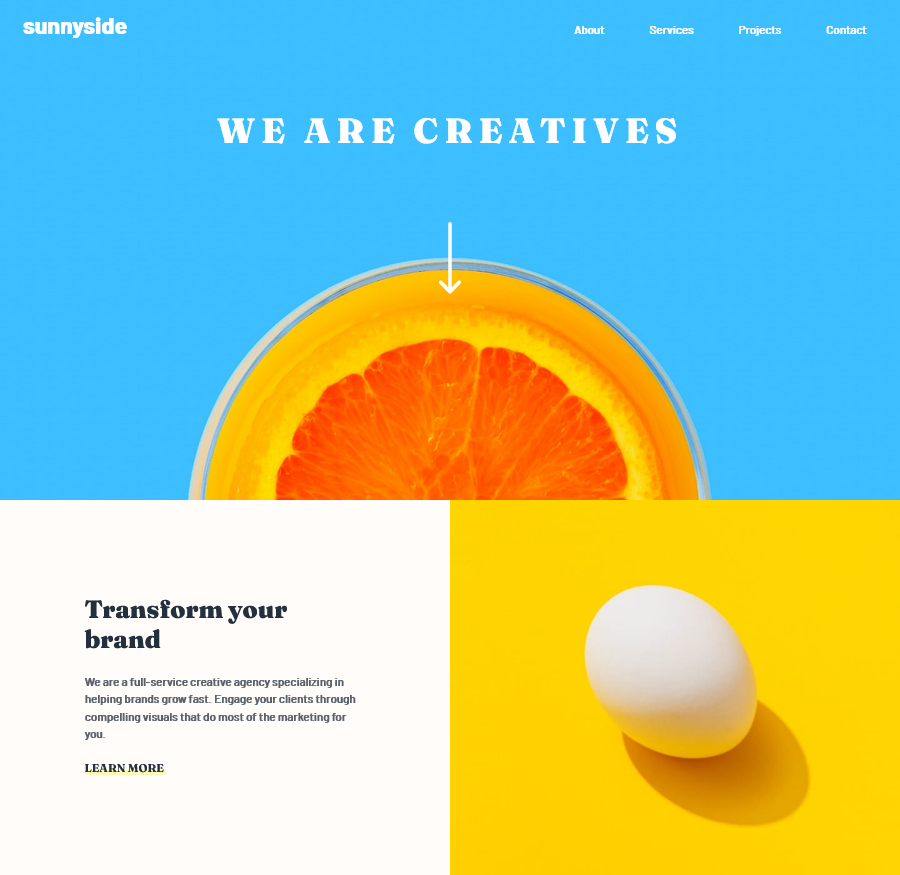 sunnyside
About Services Projects Contact
WE ARE CREATIVES
Transform your
brand
We are a full-service creative agency specializing in
helping brands grow fast. Engage your clients through
compelling visuals that do most of the marketing for
you.
LEARN MORE